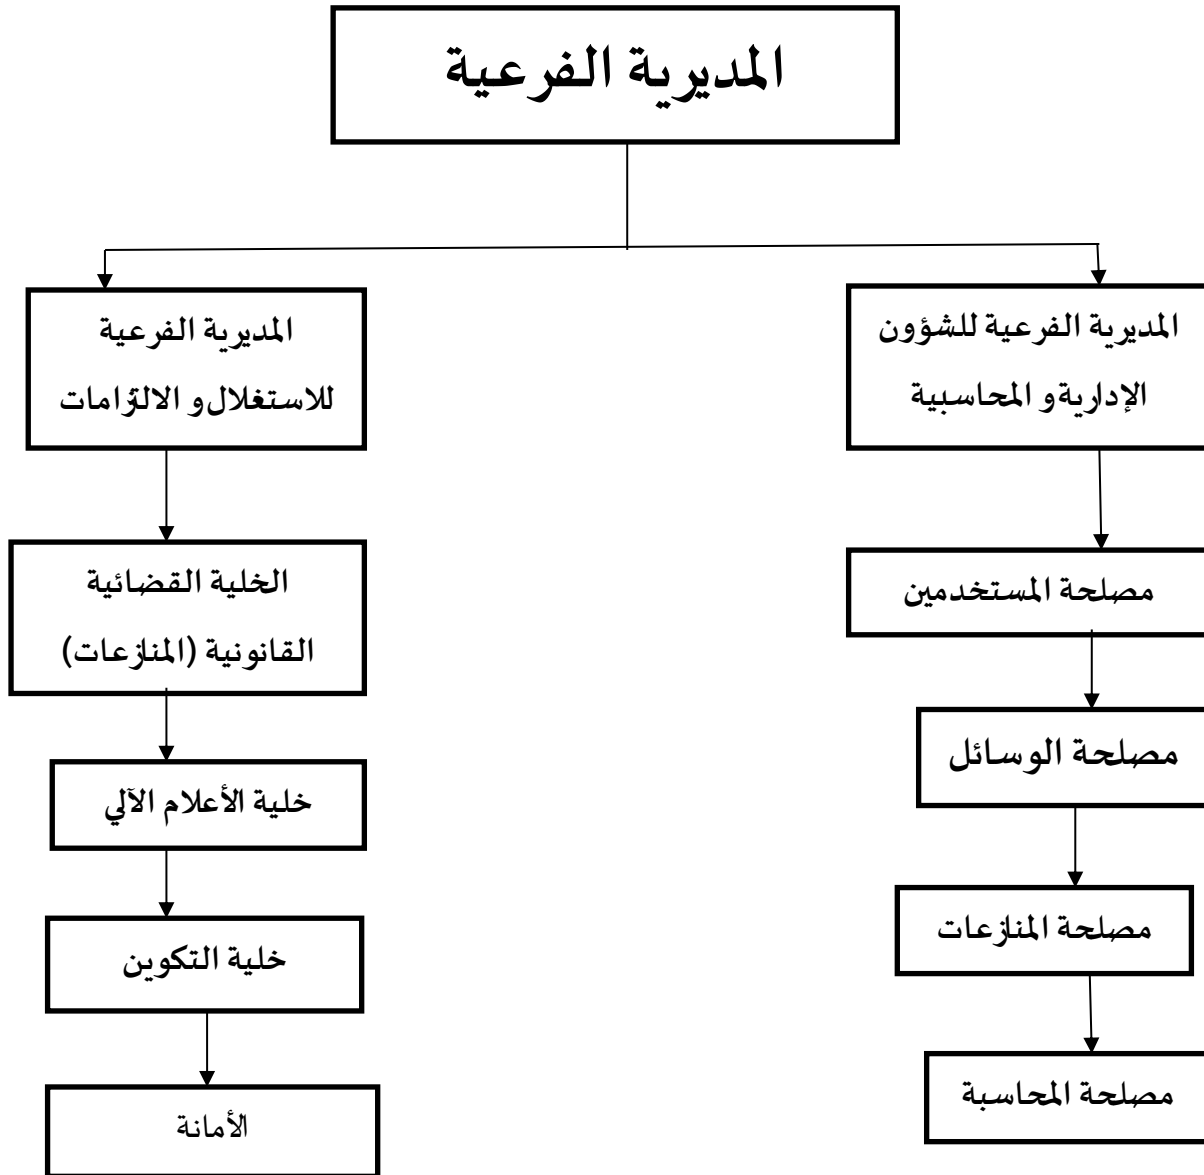 المديرية الفرعية
المديرية الفرعية للشؤون
الإدارية و المحاسبية
مصلحة المستخدمين
مصلحة الوسائل
مصلحة المنازعات
مصلحة المحاسبة
المديرية الفرعية
للاستغلال و الالتزامات
الخلية القضائية
القانونية (المنازعات)
خلية الأعلام الآلي
خلية التكوين
الأمانة